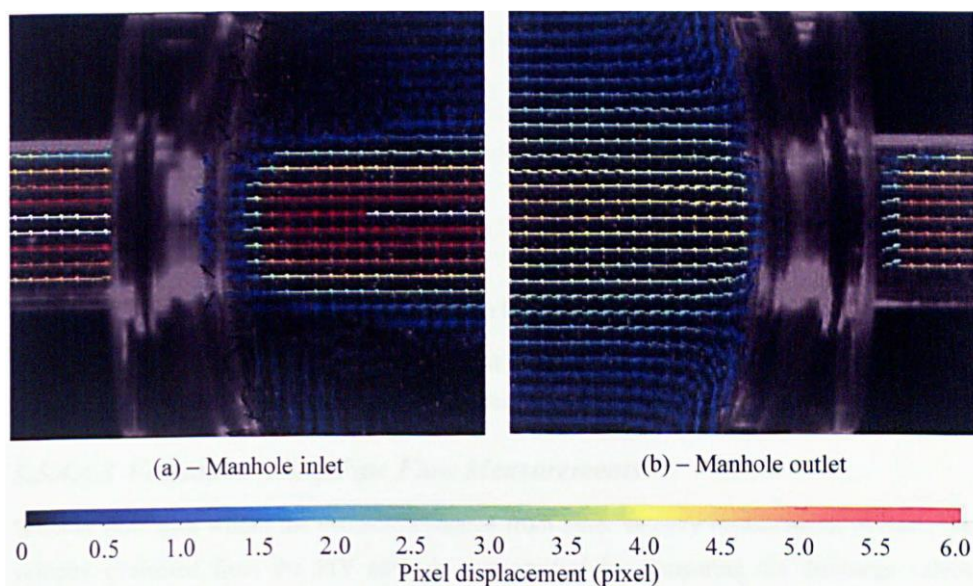 (a) – Manhole inlet
(b) – Manhole outlet
0 0.5 1.0 1.5 2.0 2.5 3.0 3.5 4.0 4.5 5.0 5.5 6.0
Pixel displacement (pixel)